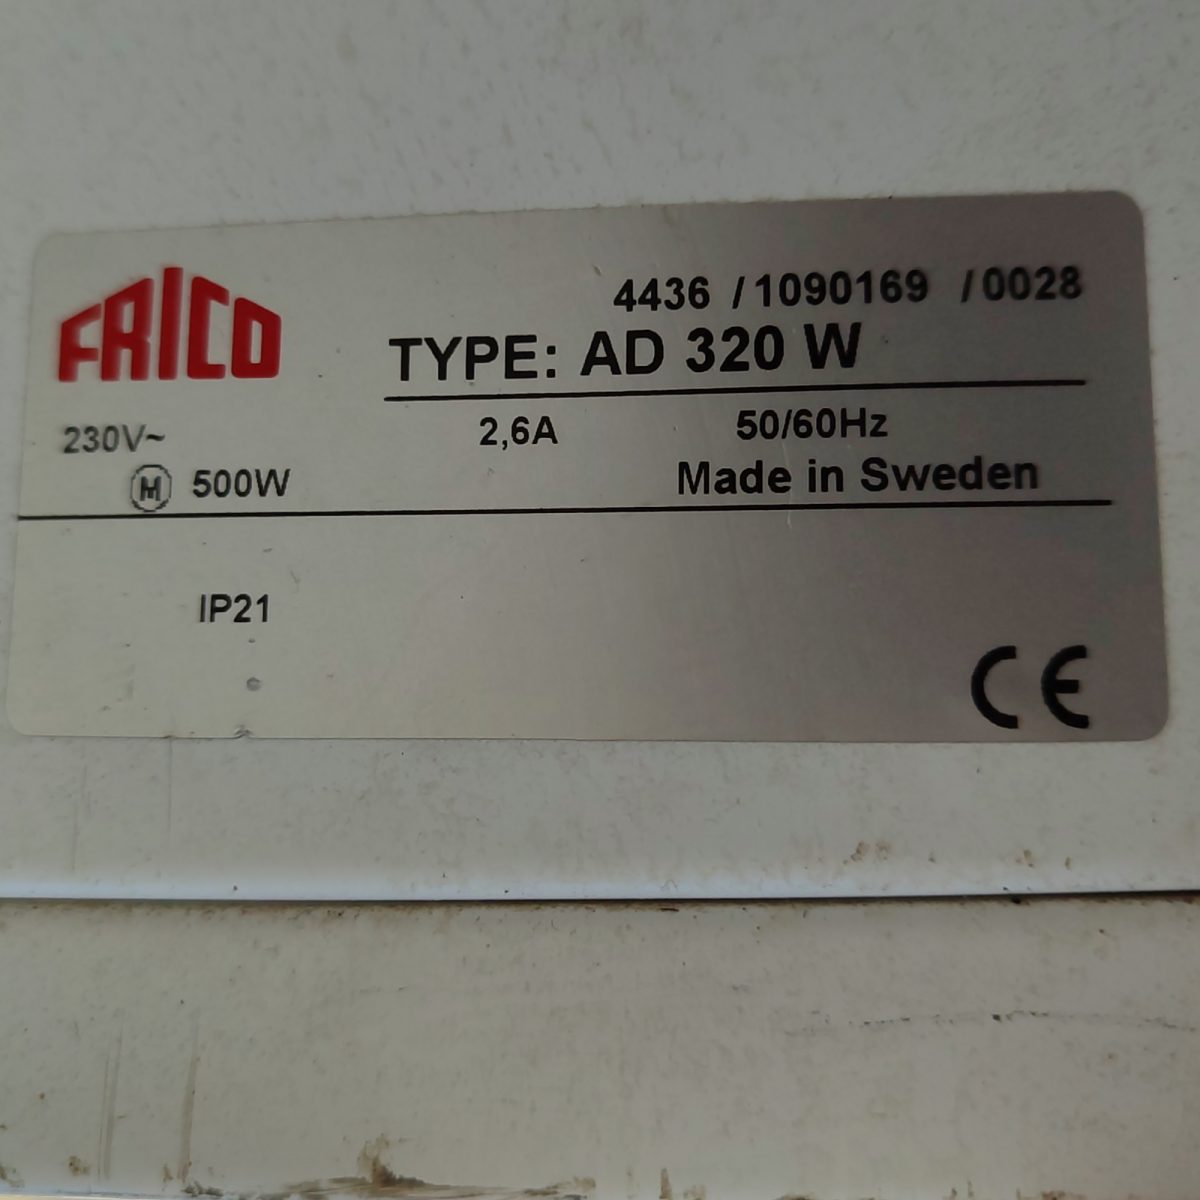 FRICO
4436 /1090169 /0028
TYPE: AD 320 W
230V~ 2,6A 50/60Hz
M 500W Made in Sweden
IP21
CE